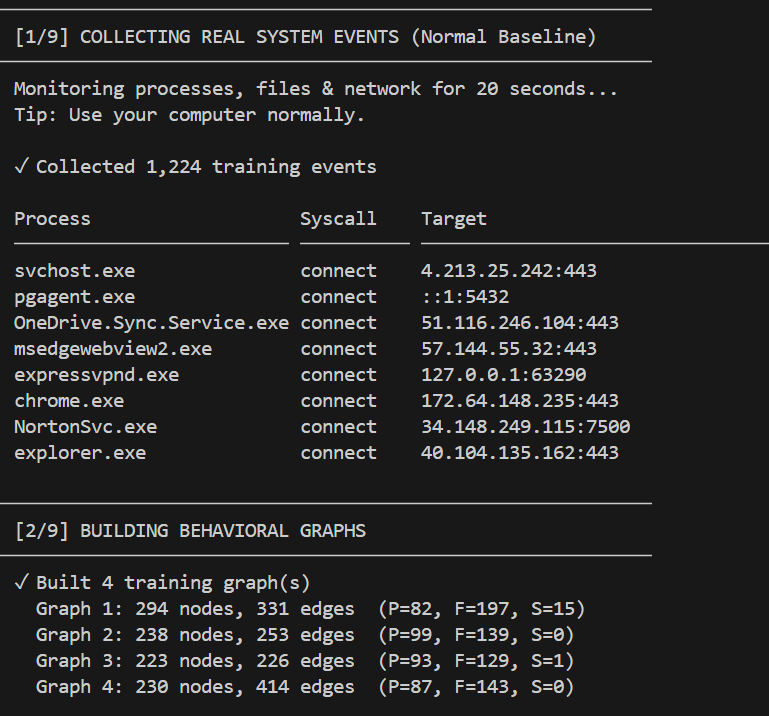 [1/9] COLLECTING REAL SYSTEM EVENTS (Normal Baseline)
Monitoring processes, files & network for 20 seconds...
Tip: Use your computer normally.
✓ Collected 1,224 training events
Process Syscall Target
svchost.exe connect 4.213.25.242:443
pgagent.exe connect ::1:5432
OneDrive.Sync.Service.exe connect 51.116.246.104:443
msedgewebview2.exe connect 57.144.55.32:443
expressvpnd.exe connect 127.0.0.1:63290
chrome.exe connect 172.64.148.235:443
NortonSvc.exe connect 34.148.249.115:7500
explorer.exe connect 40.104.135.162:443
[2/9] BUILDING BEHAVIORAL GRAPHS
✓ Built 4 training graph(s)
Graph 1: 294 nodes, 331 edges (P=82, F=197, S=15)
Graph 2: 238 nodes, 253 edges (P=99, F=139, S=0)
Graph 3: 223 nodes, 226 edges (P=93, F=129, S=1)
Graph 4: 230 nodes, 414 edges (P=87, F=143, S=0)